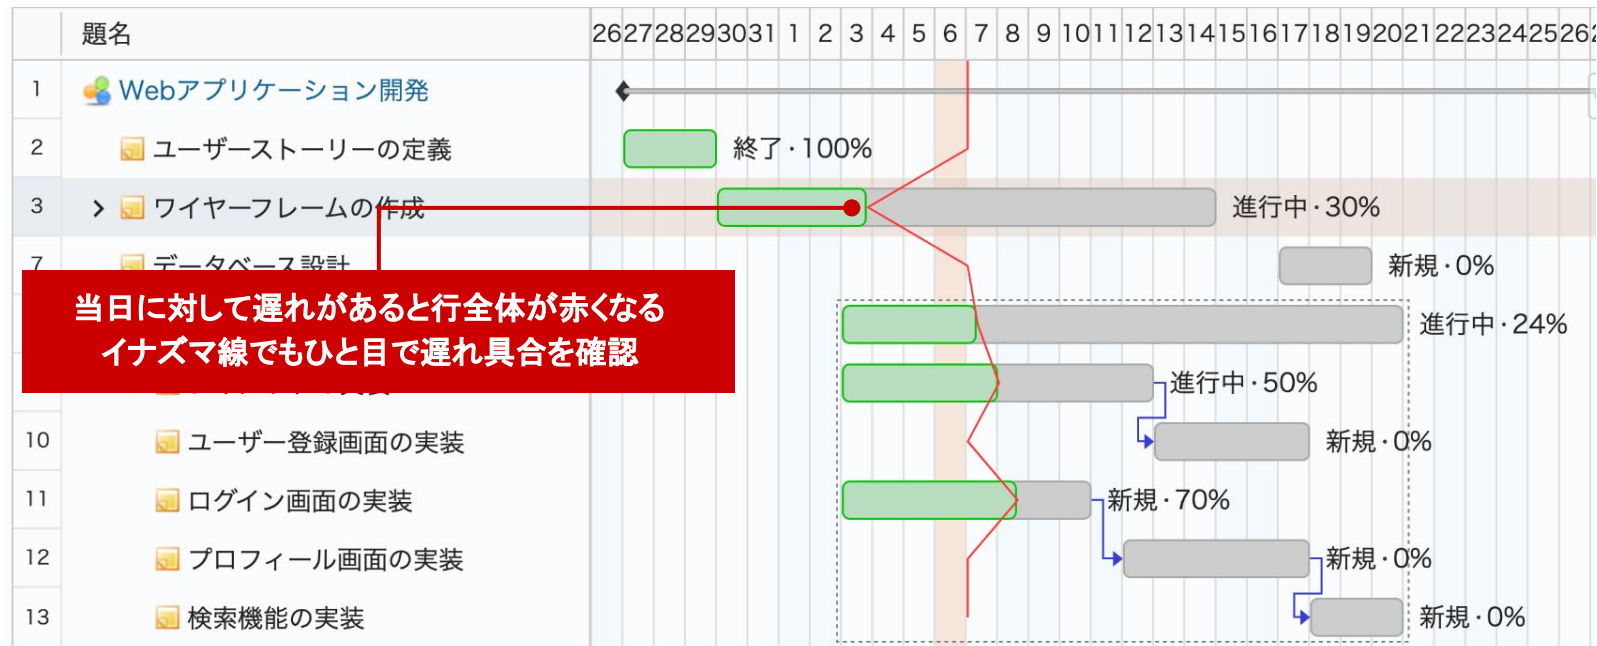 題名
26 27 28 29 30 31 1 2 3 4 5 6 7 8 9 10 11 12 13 14 15 16 17 18 19 20 21 22 23 24 25 26
1 Webアプリケーション開発
2 ユーザーストーリーの定義 終了・100%
3 ワイヤーフレームの作成 進行中・30%
7 データベース設計 新規・0%
当日に対して遅れがあると行全体が赤くなる
イナズマ線でもひと目で遅れ具合を確認
進行中・24%
進行中・50%
10 ユーザー登録画面の実装 新規・0%
11 ログイン画面の実装 新規・70%
12 プロフィール画面の実装 新規・0%
13 検索機能の実装 新規・0%